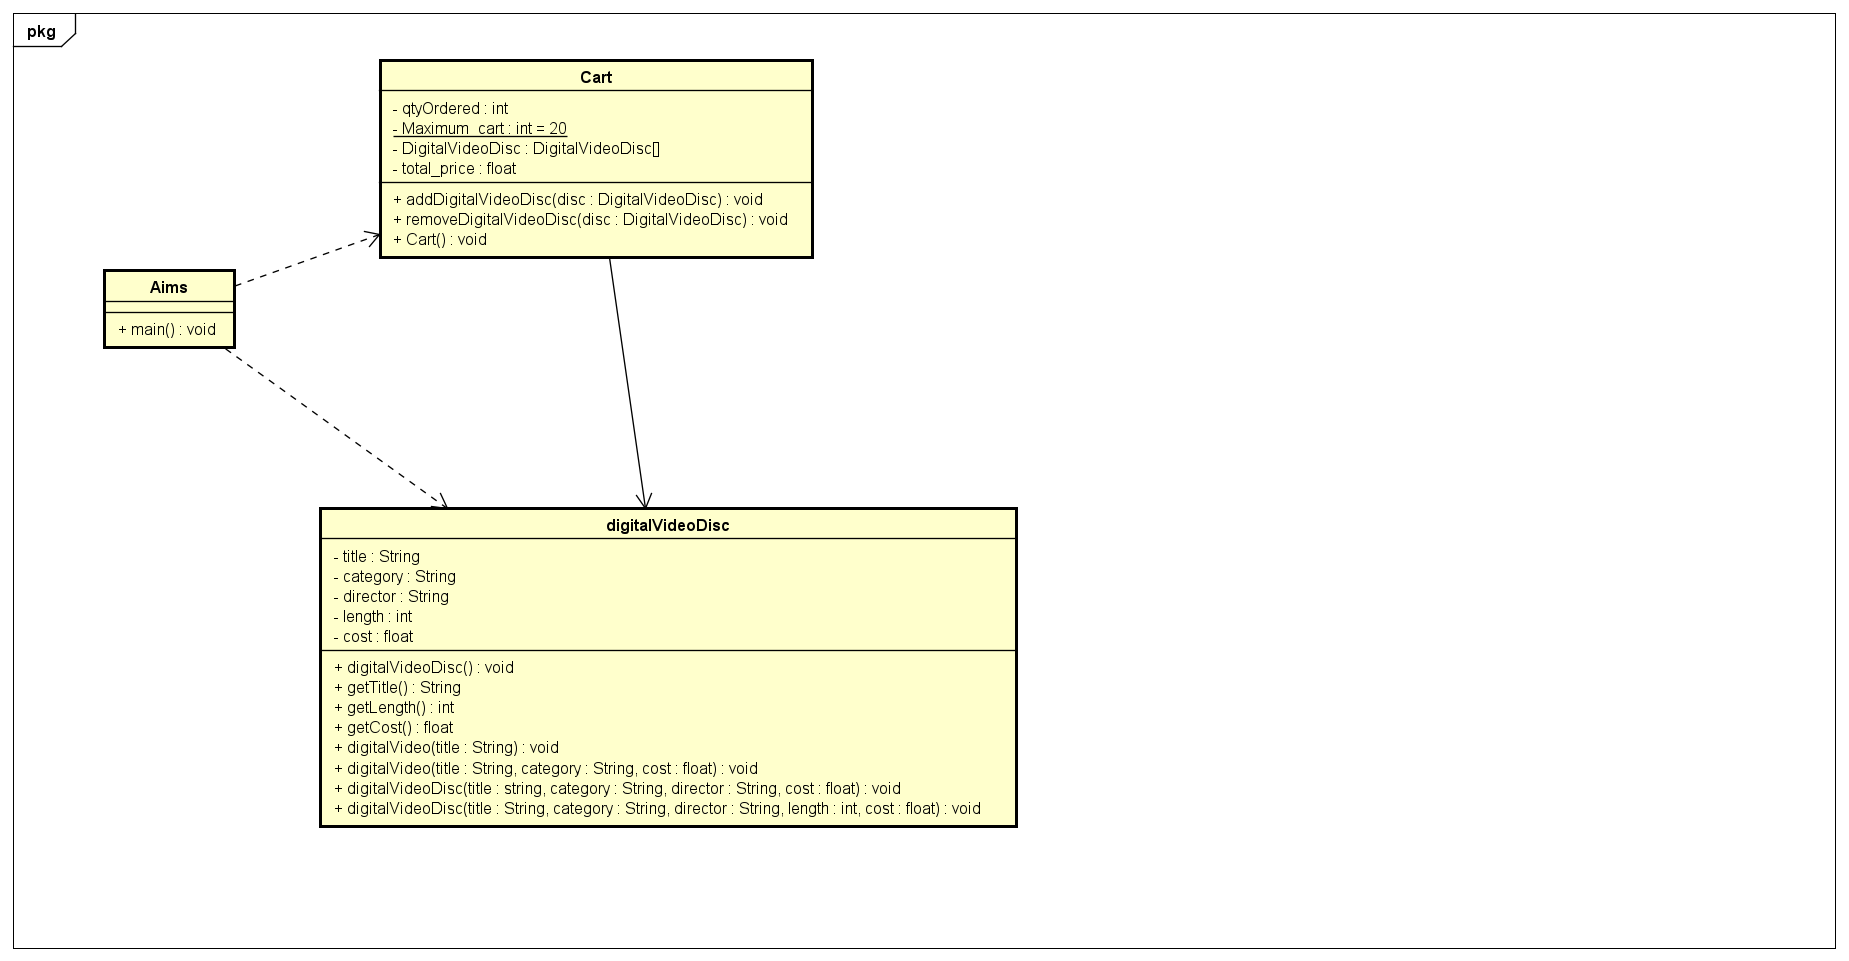 pkg
Cart
- qtyOrdered : int
- Maximum_cart : int = 20
- DigitalVideoDisc : DigitalVideoDisc[]
- total_price : float
+ addDigitalVideoDisc(disc : DigitalVideoDisc) : void
+ removeDigitalVideoDisc(disc : DigitalVideoDisc) : void
+ Cart() : void
Aims
+ main() : void
digitalVideoDisc
- title : String
- category : String
- director : String
- length : int
- cost : float
+ digitalVideoDisc() : void
+ getTitle() : String
+ getLength() : int
+ getCost() : float
+ digitalVideo(title : String) : void
+ digitalVideo(title : String, category : String, cost : float) : void
+ digitalVideoDisc(title : string, category : String, director : String, cost : float) : void
+ digitalVideoDisc(title : String, category : String, director : String, length : int, cost : float) : void